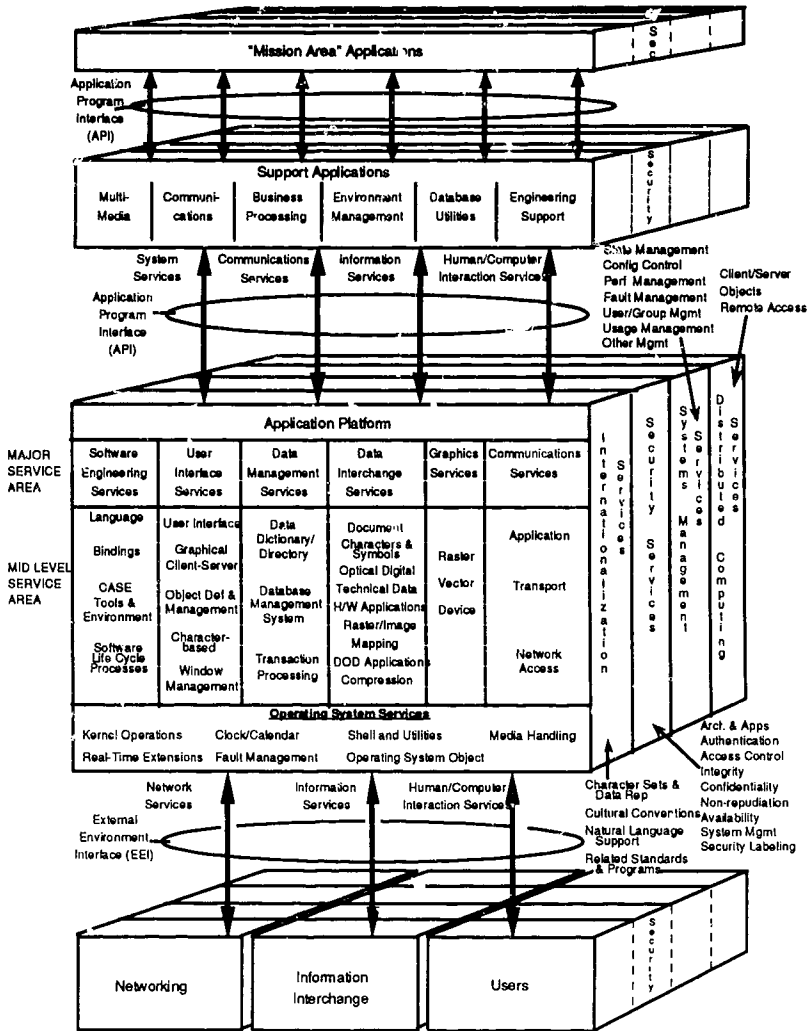 "Mission Area" Applications
Sec
Application
Program
Interface
(API)
Support Applications
Multi-
Media
Communi-
cations
Business
Processing
Environment
Management
Database
Utilities
Engineering
Support
Security
System
Services
Communications
Services
Information
Services
Human/Computer
Interaction Services
Application
Program
Interface
(API)
State Management
Config Control
Perf Management
Fault Management
User/Group Mgmt
Usage Management
Other Mgmt
Client/Server
Objects
Remote Access
Application Platform
MAJOR
SERVICE
AREA
Software
Engineering
Services
User
Interface
Services
Data
Management
Services
Data
Interchange
Services
Graphics
Services
Communications
Services
MID LEVEL
SERVICE
AREA
Language
Bindings
CASE
Tools &
Environment
Software
Life Cycle
Processes
User Interface
Graphical
Client-Server
Object Def &
Management
Character-
based
Window
Management
Data
Dictionary/
Directory
Database
Management
System
Transaction
Processing
Document
Characters &
Symbols
Optical Digital
Technical Data
H/W Applications
Raster/Image
Mapping
DOD Applications
Compression
Raster
Vector
Device
Application
Transport
Network
Access
Internationalization
Services
Security Services
Systems Management
Services
Distributed Computing
Services
Operating System Services
Kernel Operations Clock/Calendar Shell and Utilities Media Handling
Real-Time Extensions Fault Management Operating System Object
Network
Services
Information
Services
Human/Computer
Interaction Services
External
Environment
Interface (EEI)
Character Sets &
Data Rep
Cultural Conventions
Natural Language
Support
Related Standards
& Programs
Arch. & Apps
Authentication
Access Control
Integrity
Confidentiality
Non-repudiation
Availability
System Mgmt
Security Labeling
Networking
Information
Interchange
Users
Security